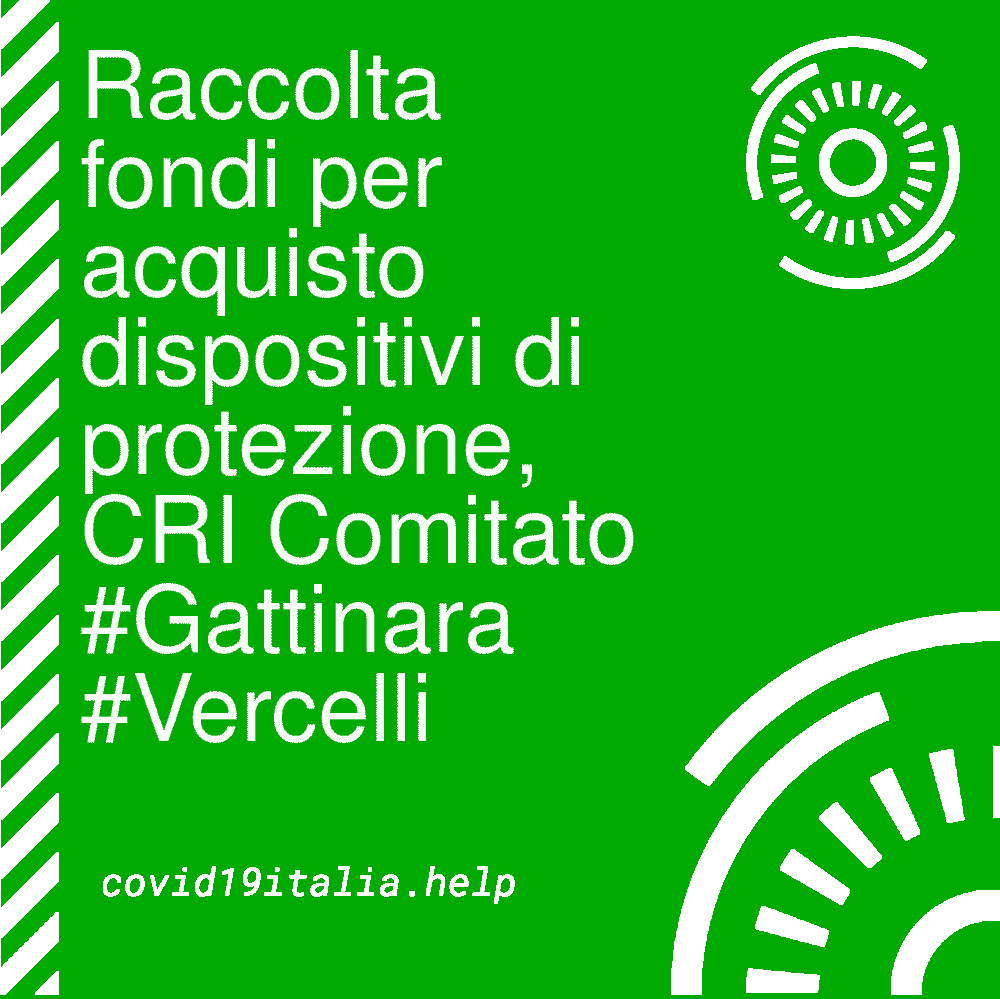 Raccolta
fondi per
acquisto
dispositivi di
protezione,
CRI Comitato
#Gattinara
#Vercelli
covid19italia.help